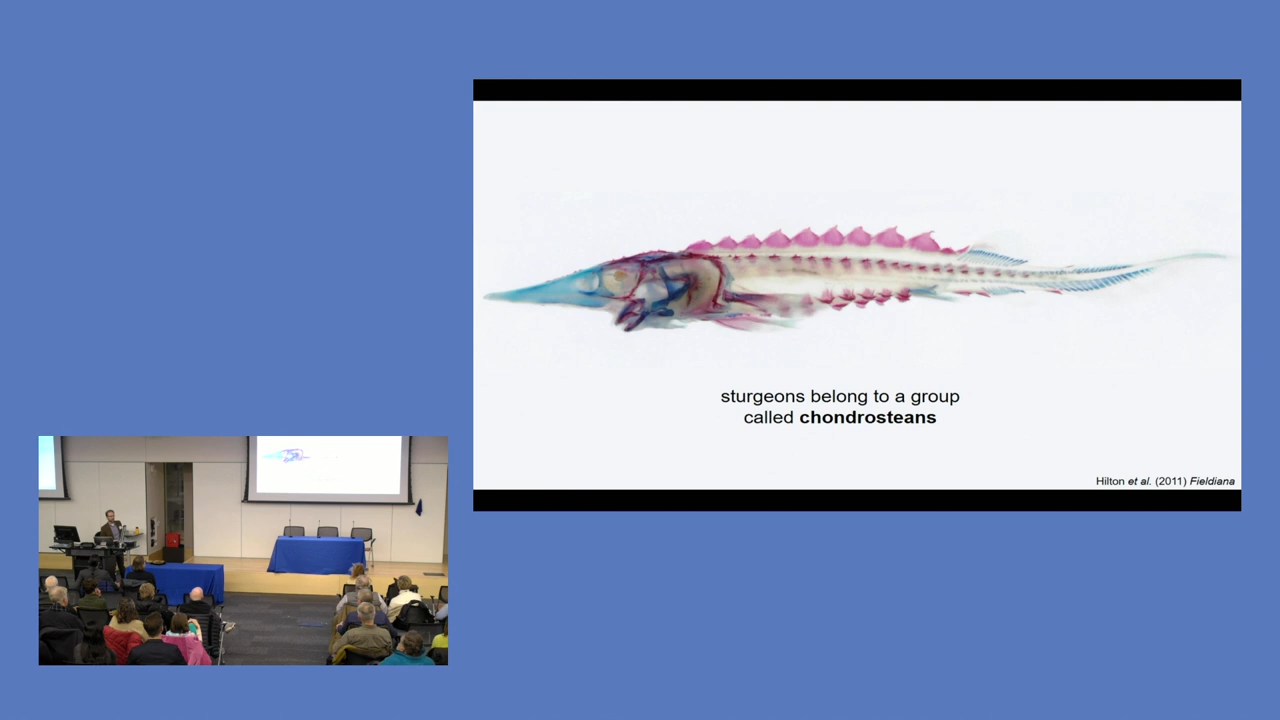 sturgeons belong to a group
called chondrosteans
Hilton et al. (2011) Fieldiana